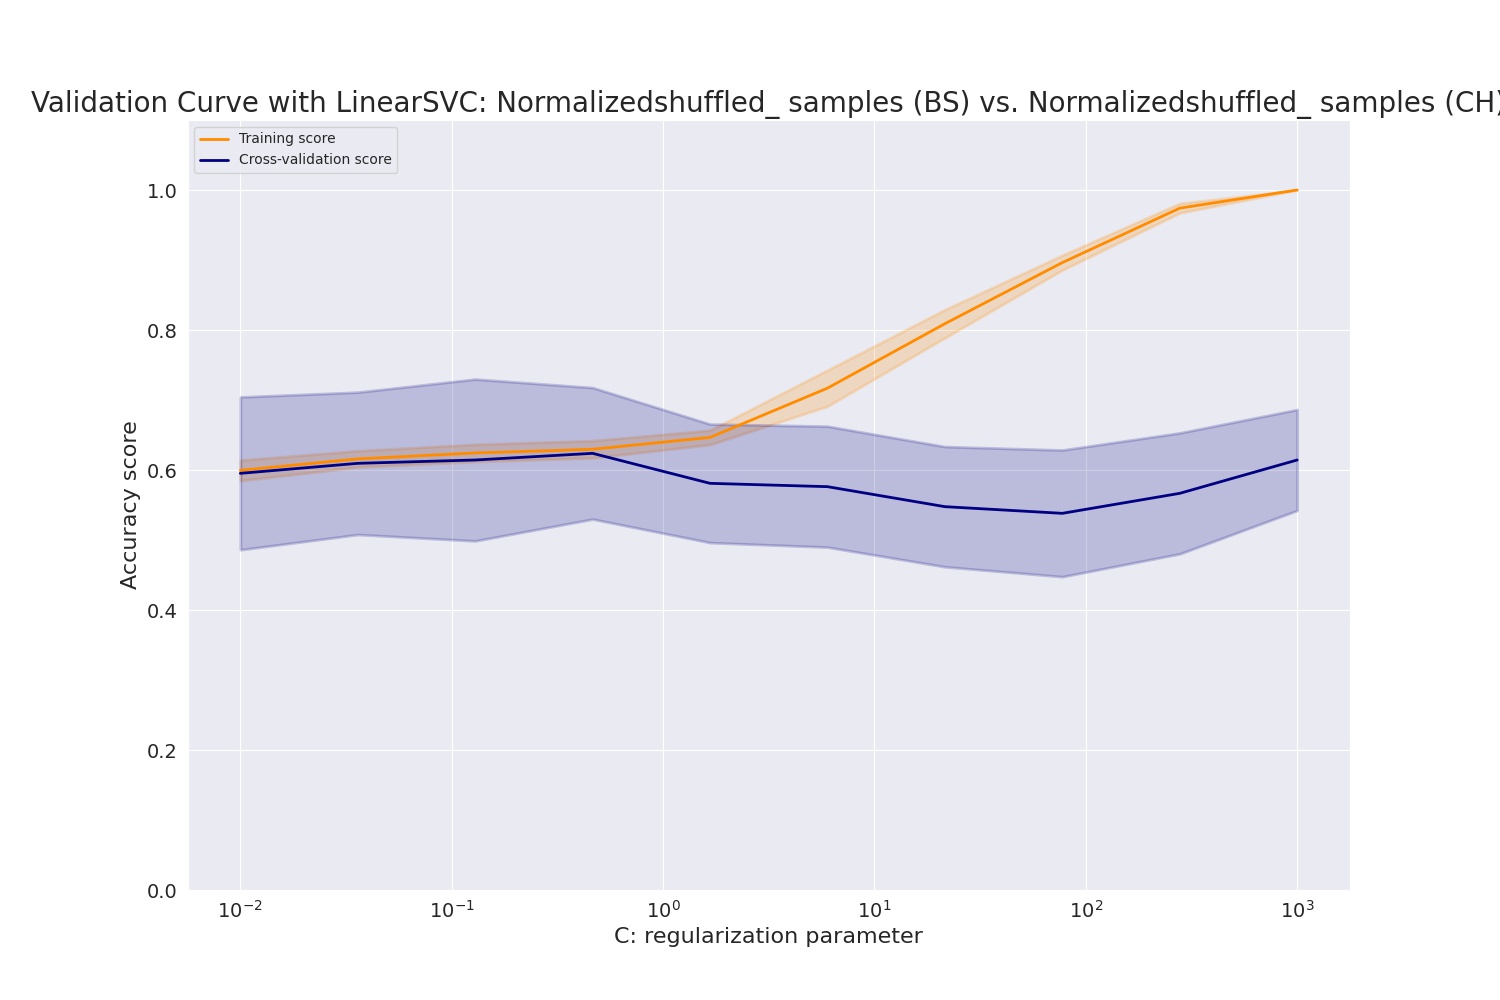 Validation Curve with LinearSVC: Normalizedshuffled_ samples (BS) vs. Normalizedshuffled_ samples (CH)
Training score
Cross-validation score
1.0
0.8
0.6
0.4
0.2
0.0
Accuracy score
10⁻² 10⁻¹ 10⁰ 10¹ 10² 10³
C: regularization parameter